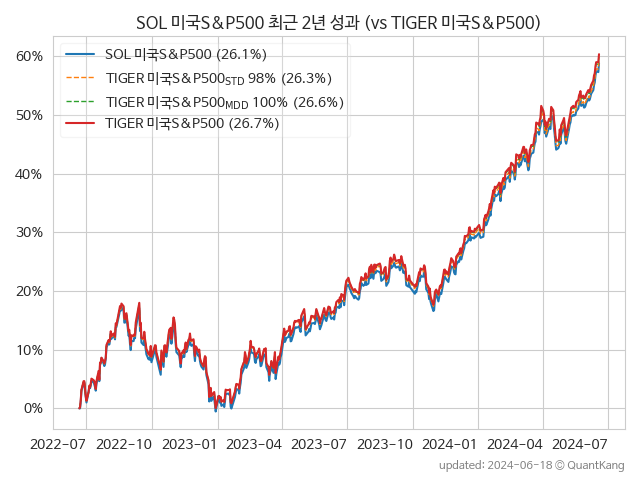 SOL 미국S&P500 최근 2년 성과 (vs TIGER 미국S&P500)
SOL 미국S&P500 (26.1%)
TIGER 미국S&P500STD 98% (26.3%)
TIGER 미국S&P500MDD 100% (26.6%)
TIGER 미국S&P500 (26.7%)
60%
50%
40%
30%
20%
10%
0%
2022-07 2022-10 2023-01 2023-04 2023-07 2023-10 2024-01 2024-04 2024-07
updated: 2024-06-18 © QuantKang